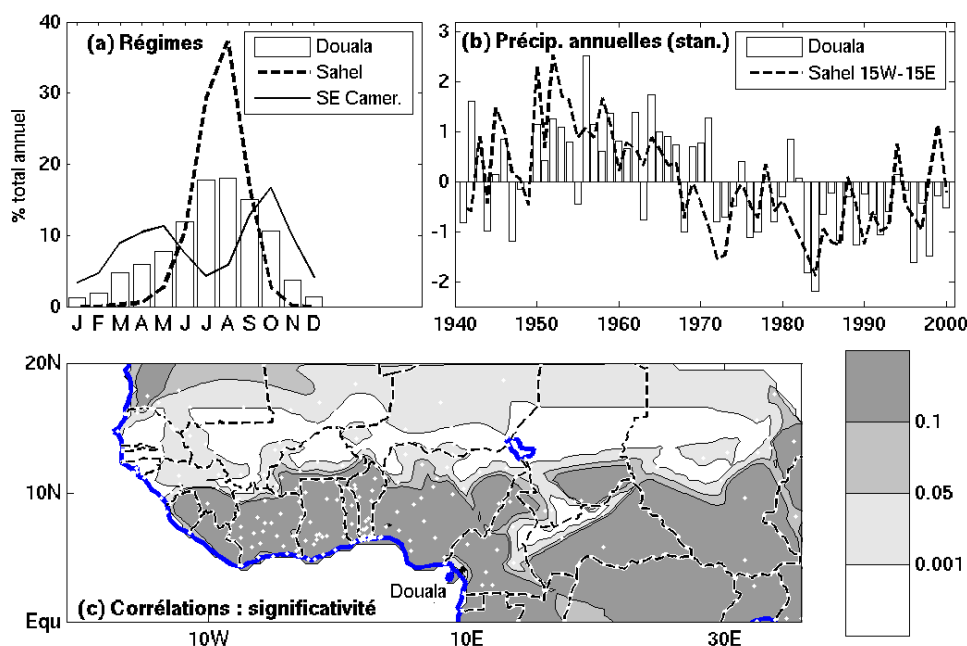 40
30
20
10
0
% total annuel
(a) Régimes
Douala
Sahel
SE Camer.
J F M A M J J A S O N D
3
2
1
0
-1
-2
(b) Précip. annuelles (stan.)
Douala
Sahel 15W-15E
1940 1950 1960 1970 1980 1990 2000
20N
10N
Equ
Douala
(c) Corrélations : significativité
10W 10E 30E
0.1
0.05
0.001